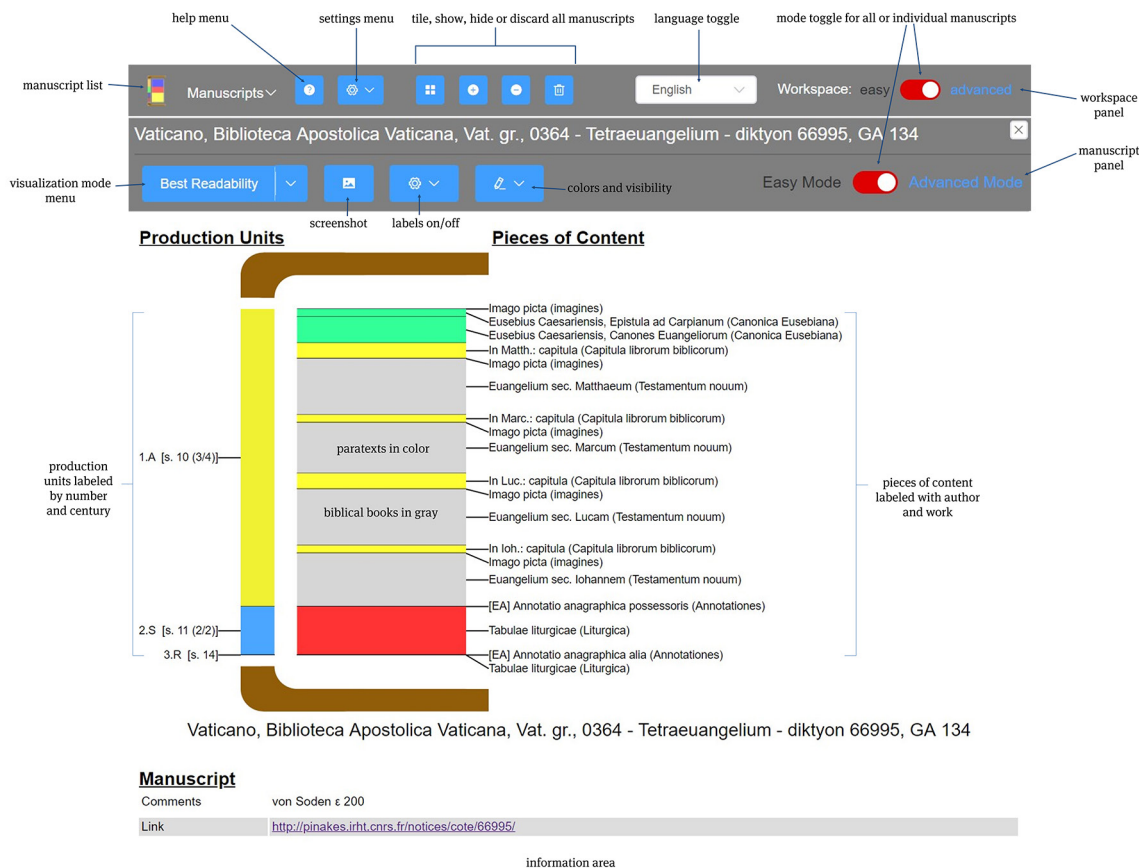 help menu
settings menu
tile, show, hide or discard all manuscripts
language toggle
mode toggle for all or individual manuscripts
manuscript list
Manuscripts
English
Workspace: easy advanced
workspace
panel
Vaticano, Biblioteca Apostolica Vaticana, Vat. gr., 0364 - Tetraeuangelium - diktyon 66995, GA 134
manuscript
panel
visualization mode
menu
Best Readability
colors and visibility
Easy Mode Advanced Mode
screenshot
labels on/off
Production Units
Pieces of Content
Imago picta (imagines)
Eusebius Caesariensis, Epistula ad Carpianum (Canonica Eusebiana)
Eusebius Caesariensis, Canones Euangeliorum (Canonica Eusebiana)
In Matth.: capitula (Capitula librorum biblicorum)
Imago picta (imagines)
Euangelium sec. Matthaeum (Testamentum nouum)
In Marc.: capitula (Capitula librorum biblicorum)
Imago picta (imagines)
paratexts in color
Euangelium sec. Marcum (Testamentum nouum)
1.A [s. 10 (3/4)]
production
units labeled
by number
and century
In Luc.: capitula (Capitula librorum biblicorum)
Imago picta (imagines)
pieces of content
labeled with author
and work
biblical books in gray
Euangelium sec. Lucam (Testamentum nouum)
In Ioh.: capitula (Capitula librorum biblicorum)
Imago picta (imagines)
Euangelium sec. Iohannem (Testamentum nouum)
[EA] Annotatio anagraphica possessoris (Annotationes)
2.S [s. 11 (2/2)]
Tabulae liturgicae (Liturgica)
3.R [s. 14]
[EA] Annotatio anagraphica alia (Annotationes)
Tabulae liturgicae (Liturgica)
Vaticano, Biblioteca Apostolica Vaticana, Vat. gr., 0364 - Tetraeuangelium - diktyon 66995, GA 134
Manuscript
Comments von Soden ε 200
Link http://pinakes.irht.cnrs.fr/notices/cote/66995/
information area